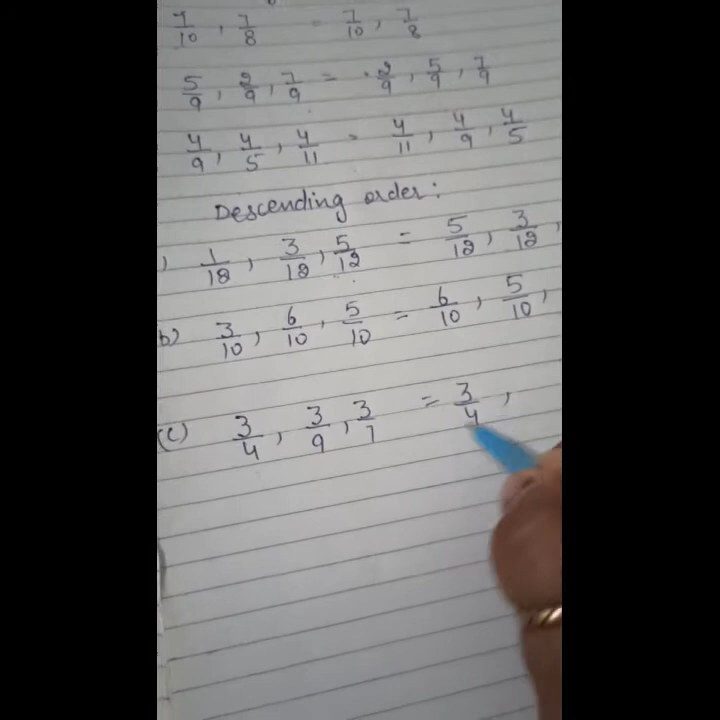 7/10, 7/8 = 7/10, 7/8
5/9, 2/9, 7/9 = 2/9, 5/9, 7/9
4/9, 4/5, 4/11 = 4/11, 4/9, 4/5
Descending order:
) 1/12, 3/12, 5/12 = 5/12, 3/12,
b) 3/10, 6/10, 5/10 = 6/10, 5/10,
(c) 3/4, 3/9, 3/7 = 3/4,